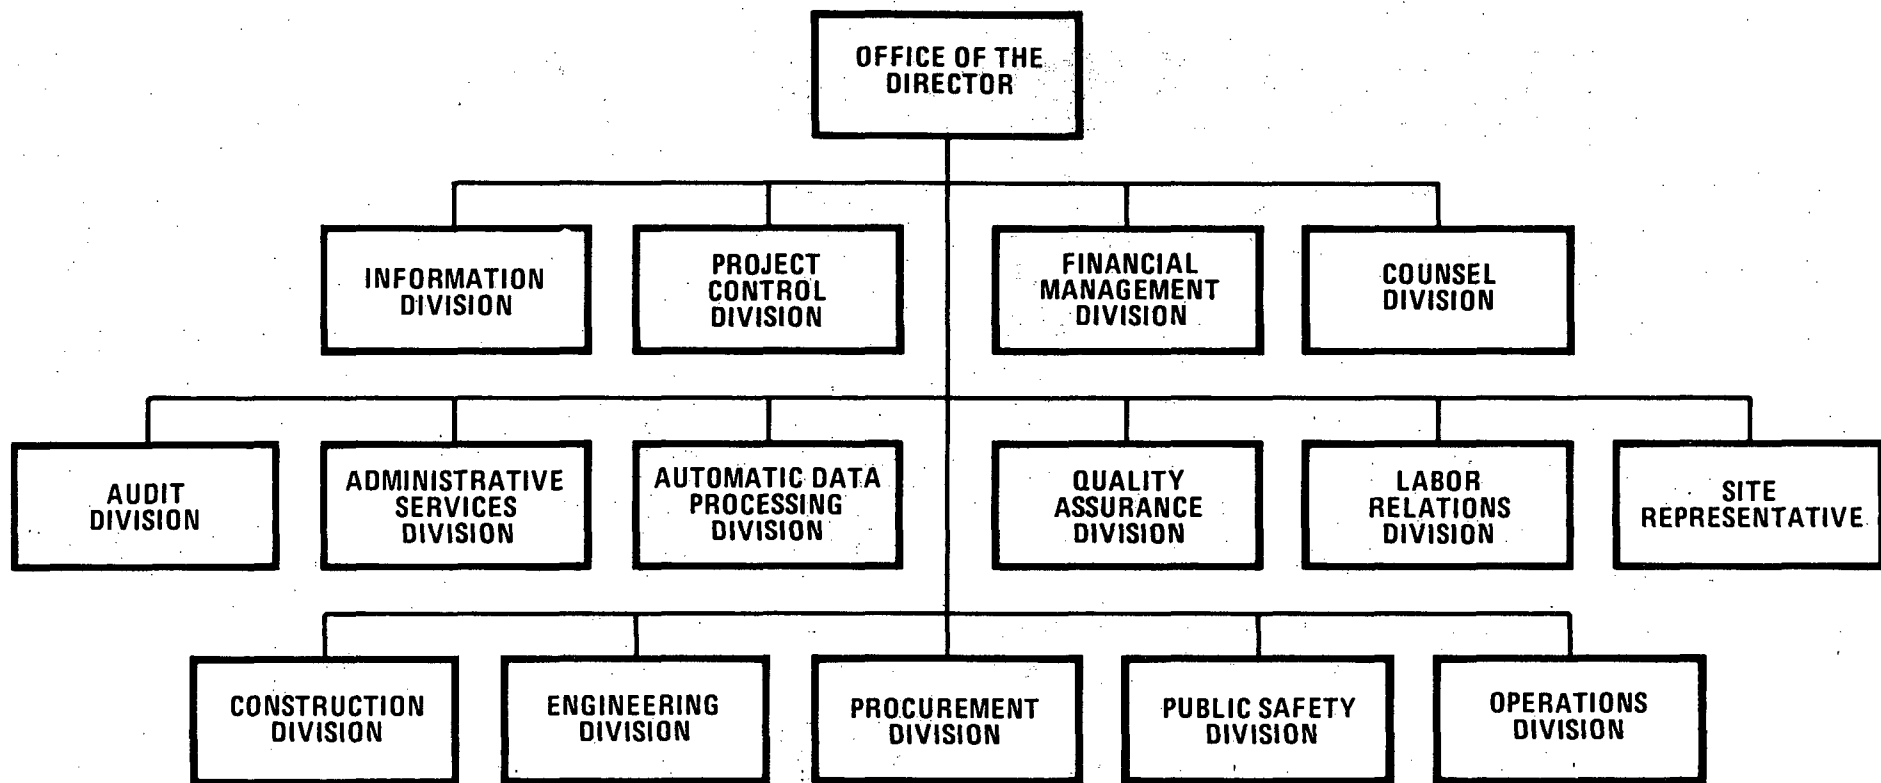 OFFICE OF THE
DIRECTOR
INFORMATION
DIVISION
PROJECT
CONTROL
DIVISION
FINANCIAL
MANAGEMENT
DIVISION
COUNSEL
DIVISION
AUDIT
DIVISION
ADMINISTRATIVE
SERVICES
DIVISION
AUTOMATIC DATA
PROCESSING
DIVISION
QUALITY
ASSURANCE
DIVISION
LABOR
RELATIONS
DIVISION
SITE
REPRESENTATIVE
CONSTRUCTION
DIVISION
ENGINEERING
DIVISION
PROCUREMENT
DIVISION
PUBLIC SAFETY
DIVISION
OPERATIONS
DIVISION